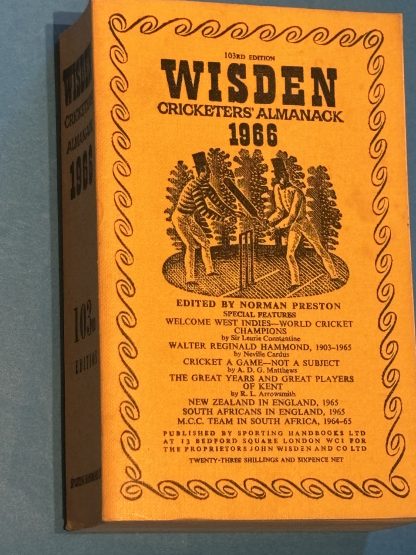 103RD EDITION
WISDEN
CRICKETERS' ALMANACK
1966
EDITED BY NORMAN PRESTON
SPECIAL FEATURES
WELCOME WEST INDIES—WORLD CRICKET
CHAMPIONS
by Sir Learie Constantine
WALTER REGINALD HAMMOND, 1903-1965
by Neville Cardus
CRICKET A GAME—NOT A SUBJECT
by A. D. G. Matthews
THE GREAT YEARS AND GREAT PLAYERS
OF KENT
by R. L. Arrowsmith
NEW ZEALAND IN ENGLAND, 1965
SOUTH AFRICANS IN ENGLAND, 1965
M.C.C. TEAM IN SOUTH AFRICA, 1964-65
PUBLISHED BY SPORTING HANDBOOKS LTD
AT 13 BEDFORD SQUARE LONDON WC1 FOR
THE PROPRIETORS JOHN WISDEN AND CO LTD
TWENTY-THREE SHILLINGS AND SIXPENCE NET
WISDEN
CRICKETERS'
ALMANACK
1966
103RD
EDITION